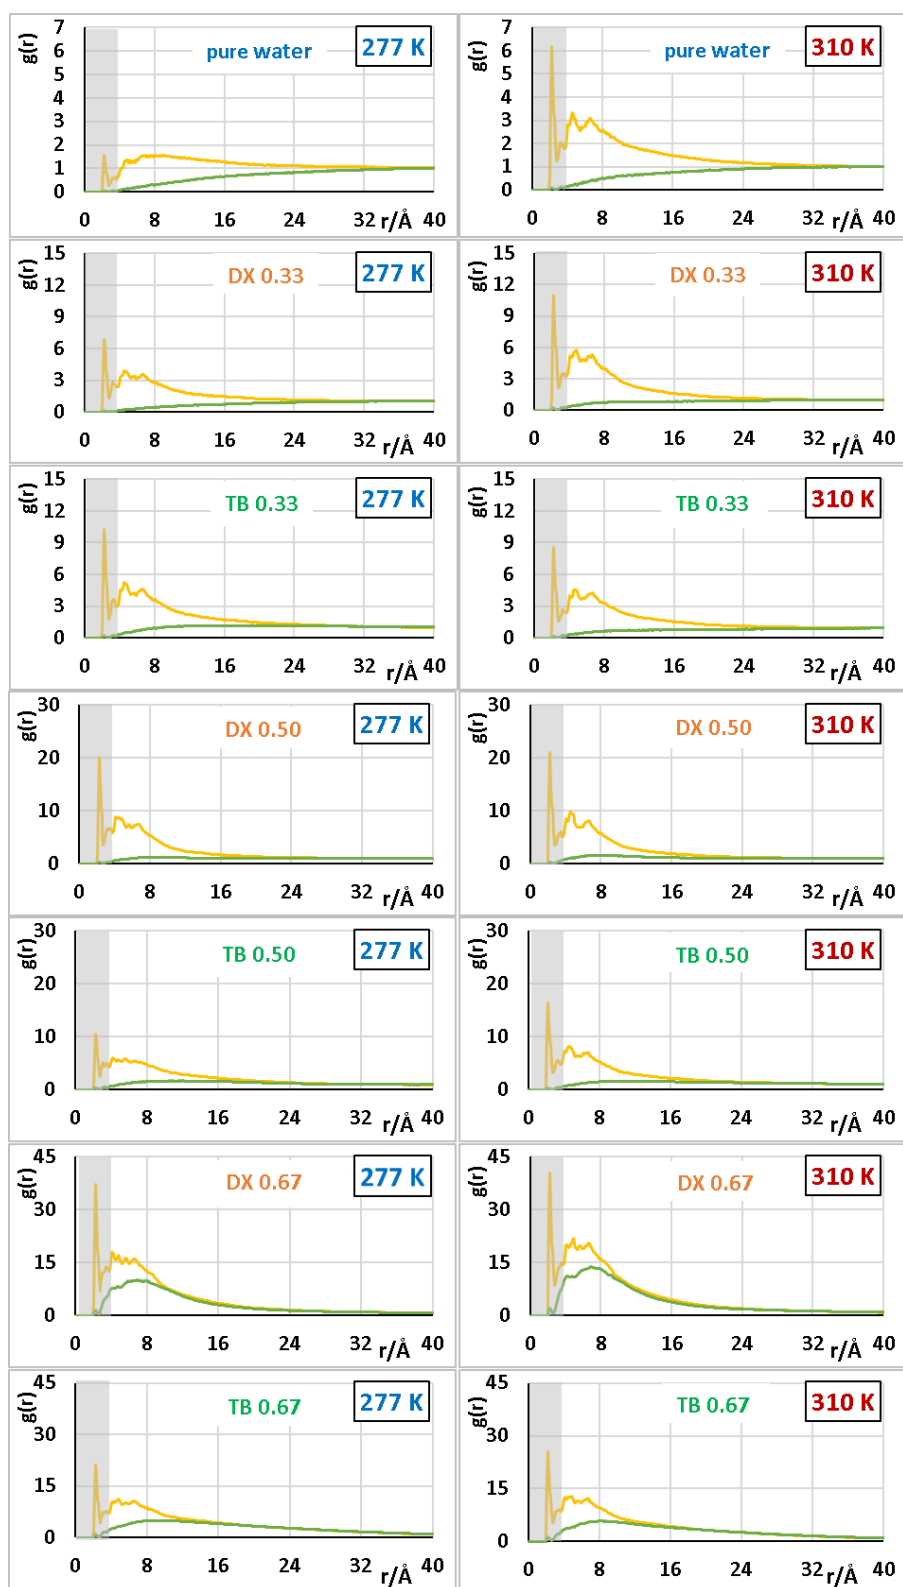 g(r) 7 6 5 4 3 2 1 0 pure water 277 K
0 8 16 24 32 r/Å 40
g(r) 7 6 5 4 3 2 1 0 pure water 310 K
0 8 16 24 32 r/Å 40
g(r) 15 12 9 6 3 0 DX 0.33 277 K
0 8 16 24 32 r/Å 40
g(r) 15 12 9 6 3 0 DX 0.33 310 K
0 8 16 24 32 r/Å 40
g(r) 15 12 9 6 3 0 TB 0.33 277 K
0 8 16 24 32 r/Å 40
g(r) 15 12 9 6 3 0 TB 0.33 310 K
0 8 16 24 32 r/Å 40
g(r) 30 20 10 0 DX 0.50 277 K
0 8 16 24 32 r/Å 40
g(r) 30 20 10 0 DX 0.50 310 K
0 8 16 24 32 r/Å 40
g(r) 30 20 10 0 TB 0.50 277 K
0 8 16 24 32 r/Å 40
g(r) 30 20 10 0 TB 0.50 310 K
0 8 16 24 32 r/Å 40
g(r) 45 30 15 0 DX 0.67 277 K
0 8 16 24 32 r/Å 40
g(r) 45 30 15 0 DX 0.67 310 K
0 8 16 24 32 r/Å 40
g(r) 45 30 15 0 TB 0.67 277 K
0 8 16 24 32 r/Å 40
g(r) 45 30 15 0 TB 0.67 310 K
0 8 16 24 32 r/Å 40